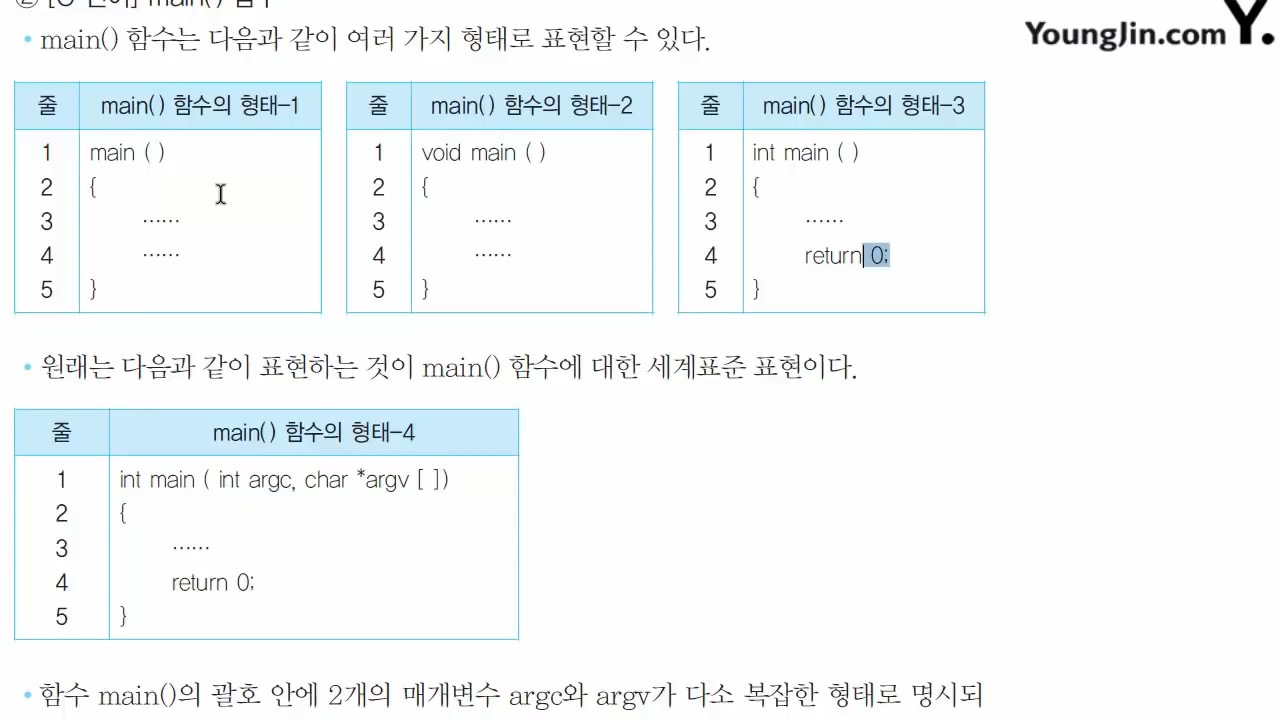 ② [C 언어] main() 함수
• main() 함수는 다음과 같이 여러 가지 형태로 표현할 수 있다.
YoungJin.com Y.
줄 main( ) 함수의 형태-1
1 main ( )
2 {
3 ……
4 ……
5 }
줄 main( ) 함수의 형태-2
1 void main ( )
2 {
3 ……
4 ……
5 }
줄 main( ) 함수의 형태-3
1 int main ( )
2 {
3 ……
4 return 0;
5 }
• 원래는 다음과 같이 표현하는 것이 main() 함수에 대한 세계표준 표현이다.
줄 main( ) 함수의 형태-4
1 int main ( int argc, char *argv [ ])
2 {
3 ……
4 return 0;
5 }
• 함수 main()의 괄호 안에 2개의 매개변수 argc와 argv가 다소 복잡한 형태로 명시되